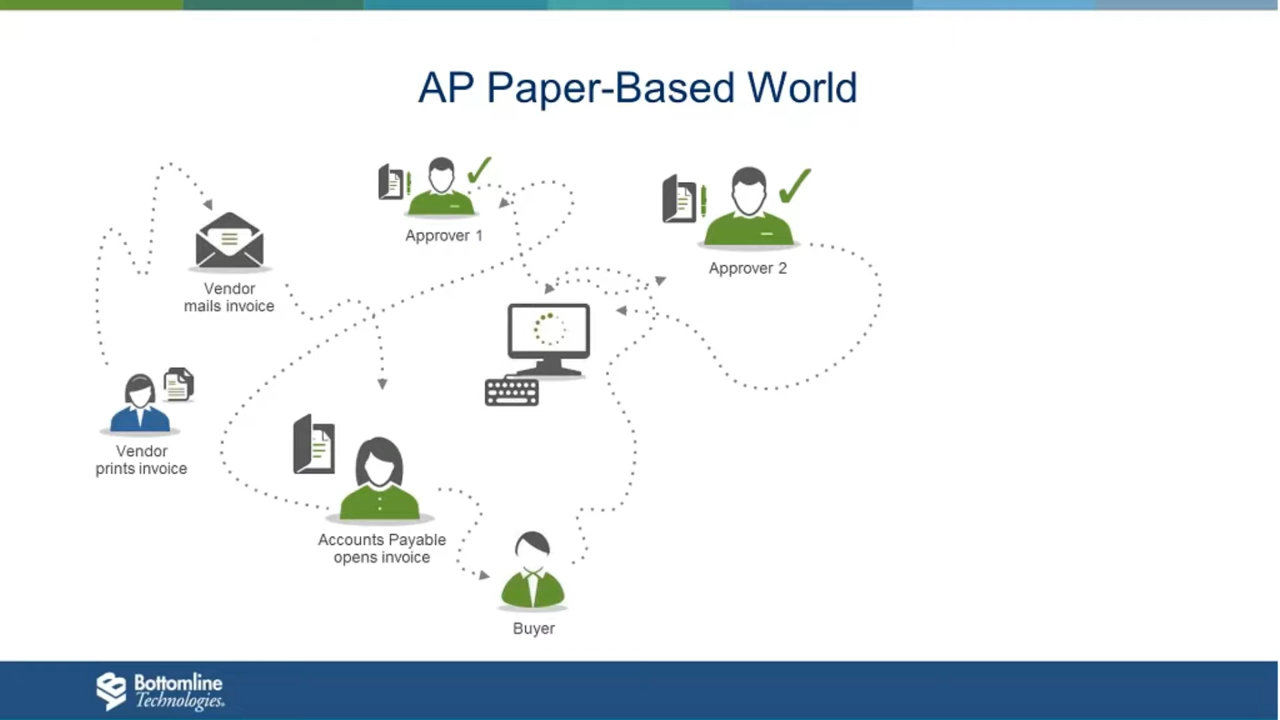 AP Paper-Based World
Approver 1
Approver 2
Vendor
mails invoice
Vendor
prints invoice
Accounts Payable
opens invoice
Buyer
Bottomline
Technologies.